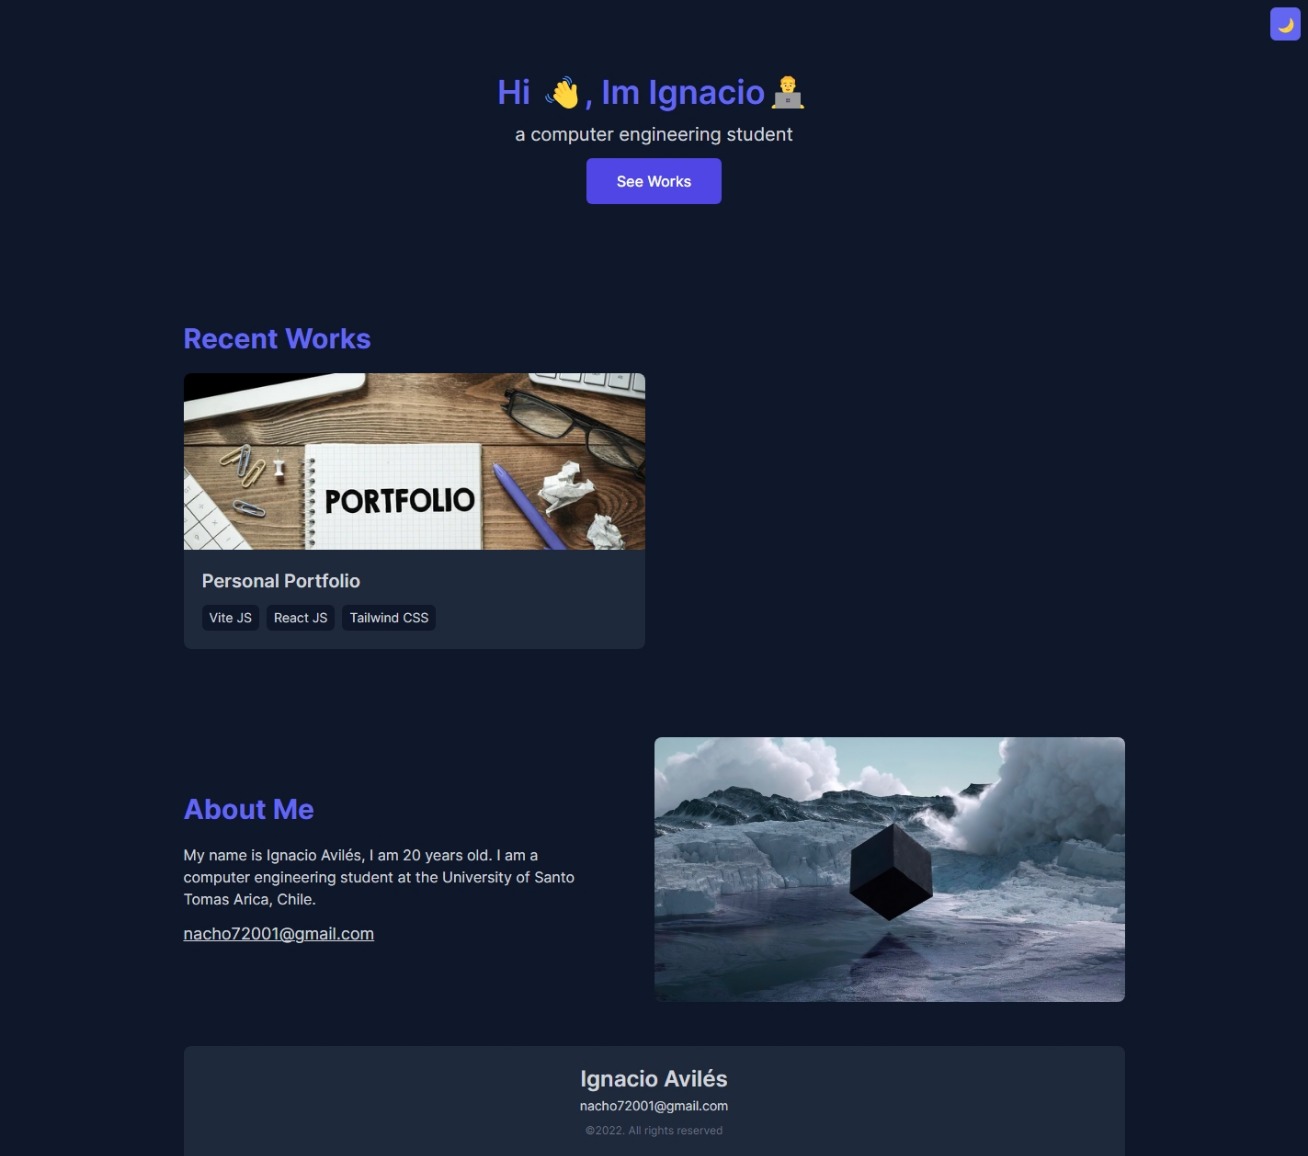 Hi 👋, Im Ignacio 👨‍💻
a computer engineering student
See Works
Recent Works
PORTFOLIO
Personal Portfolio
Vite JS React JS Tailwind CSS
About Me
My name is Ignacio Avilés, I am 20 years old. I am a
computer engineering student at the University of Santo
Tomas Arica, Chile.
nacho72001@gmail.com
Ignacio Avilés
nacho72001@gmail.com
©2022. All rights reserved